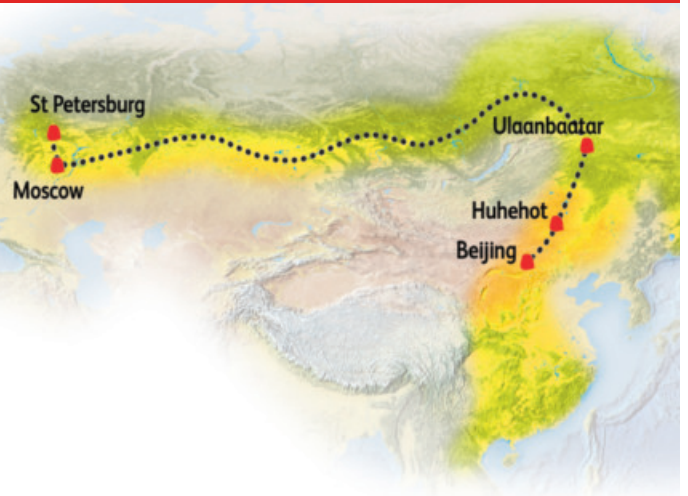 St Petersburg
Ulaanbaatar
Moscow
Huhehot
Beijing